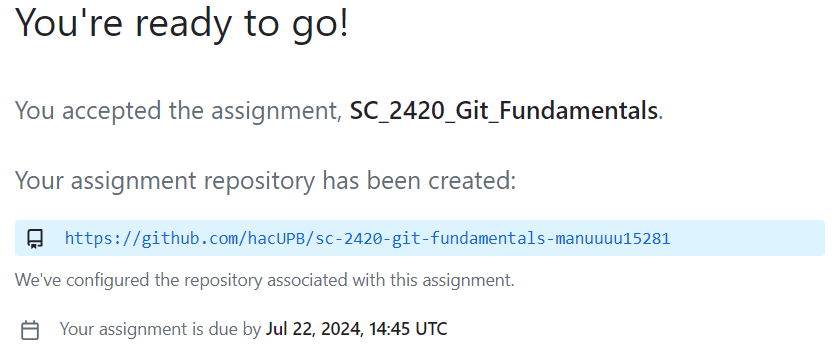 You're ready to go!
You accepted the assignment, SC_2420_Git_Fundamentals.
Your assignment repository has been created:
https://github.com/hacUPB/sc-2420-git-fundamentals-manuuuu15281
We've configured the repository associated with this assignment.
Your assignment is due by Jul 22, 2024, 14:45 UTC